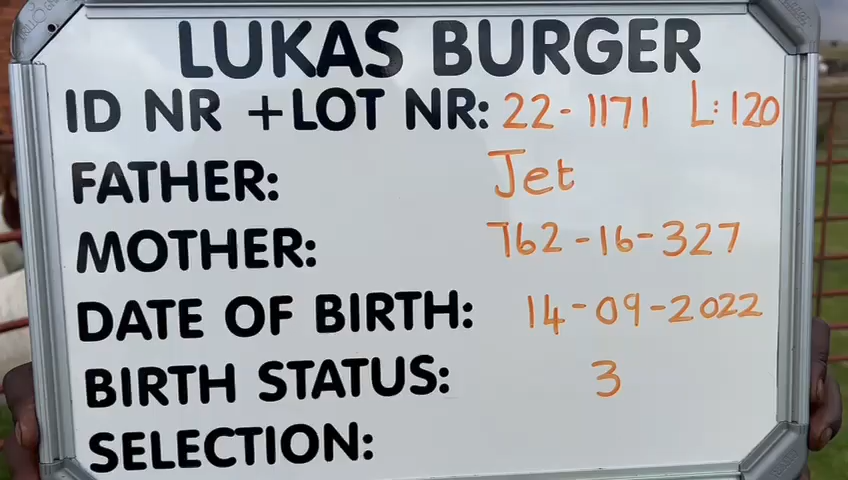 LUKAS BURGER
ID NR + LOT NR: 22-1171 L:120
FATHER: Jet
MOTHER: 762-16-327
DATE OF BIRTH: 14-09-2022
BIRTH STATUS: 3
SELECTION: